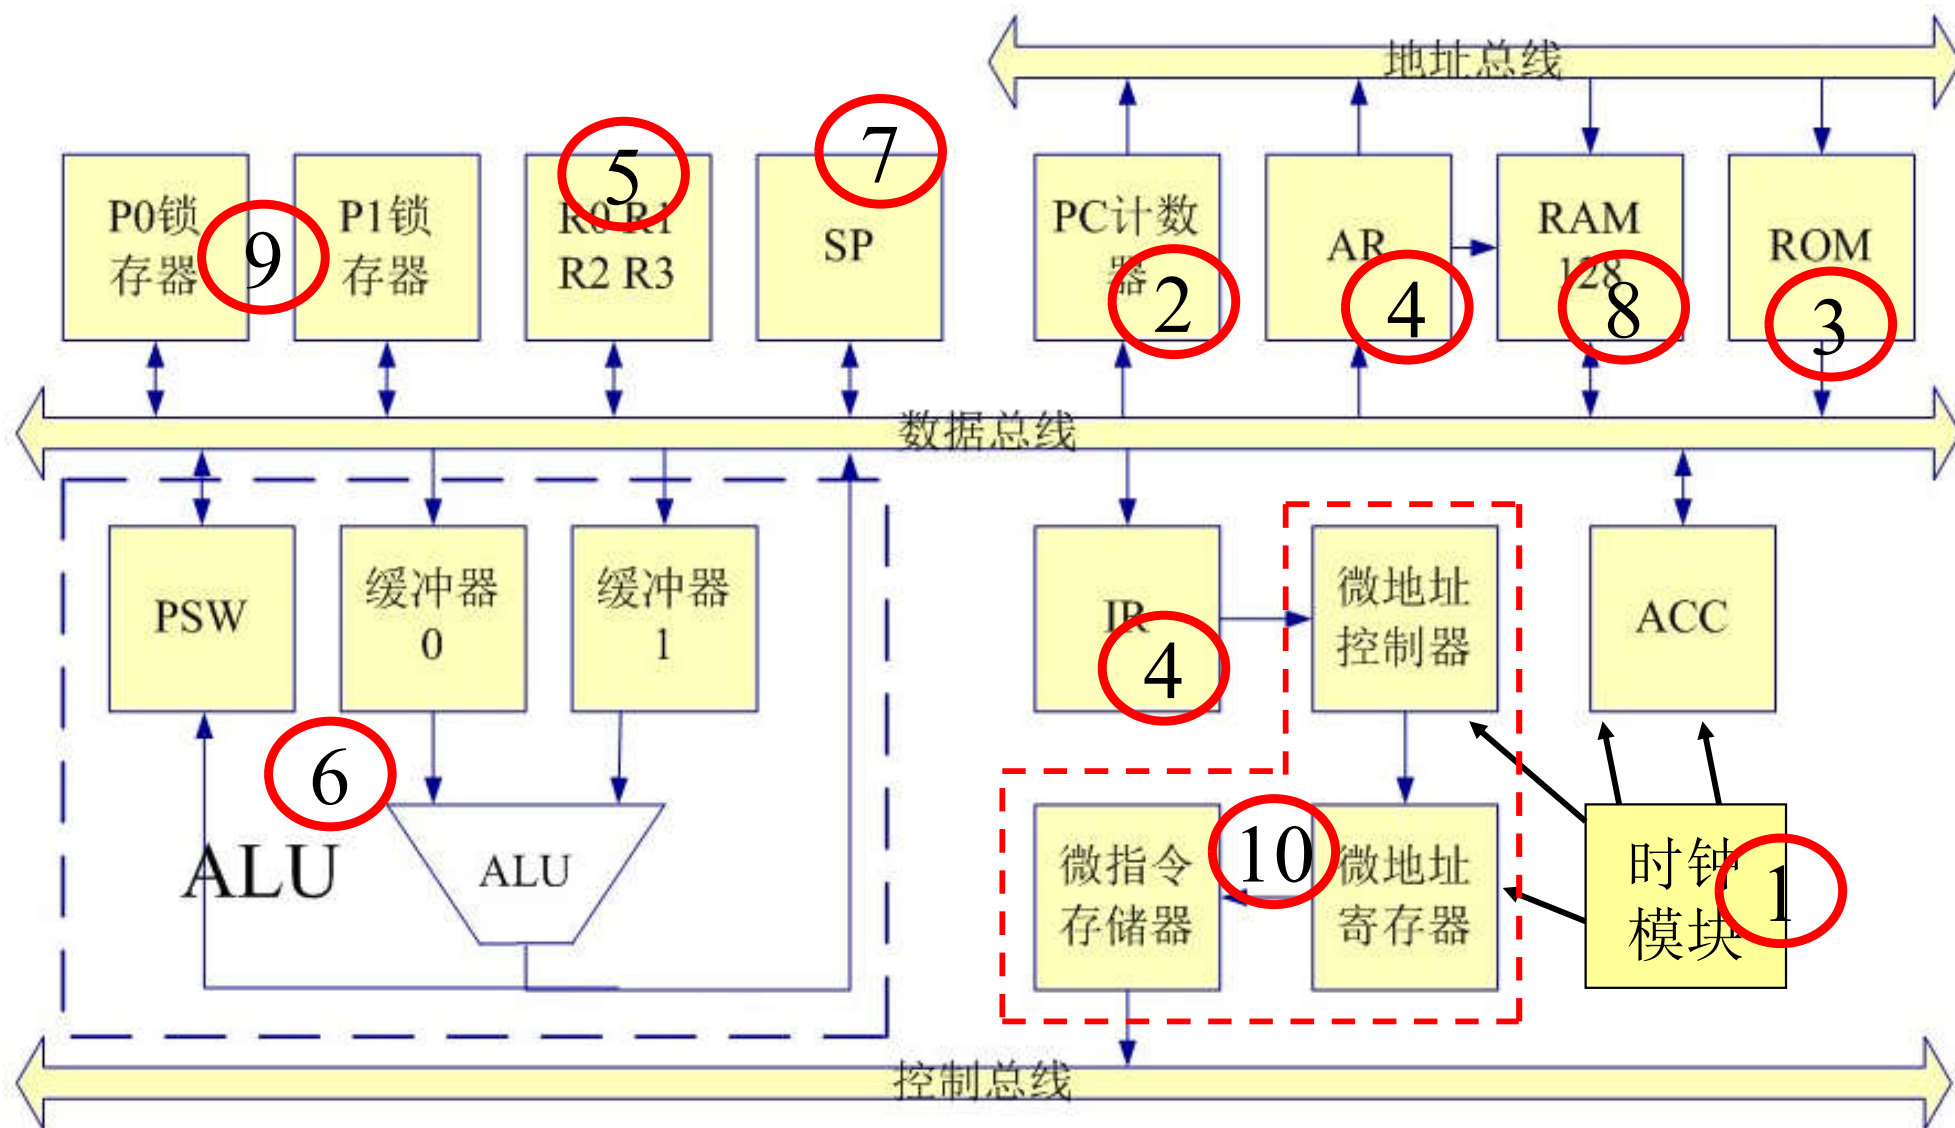 地址总线
P0锁
存器
9
P1锁
存器
5
R0 R1
R2 R3
7
SP
PC计数
器
2
AR
4
RAM
128
8
ROM
3
数据总线
PSW
缓冲器
0
缓冲器
1
IR
4
微地址
控制器
ACC
6
ALU
ALU
微指令
存储器
10
微地址
寄存器
时钟
模块
1
控制总线